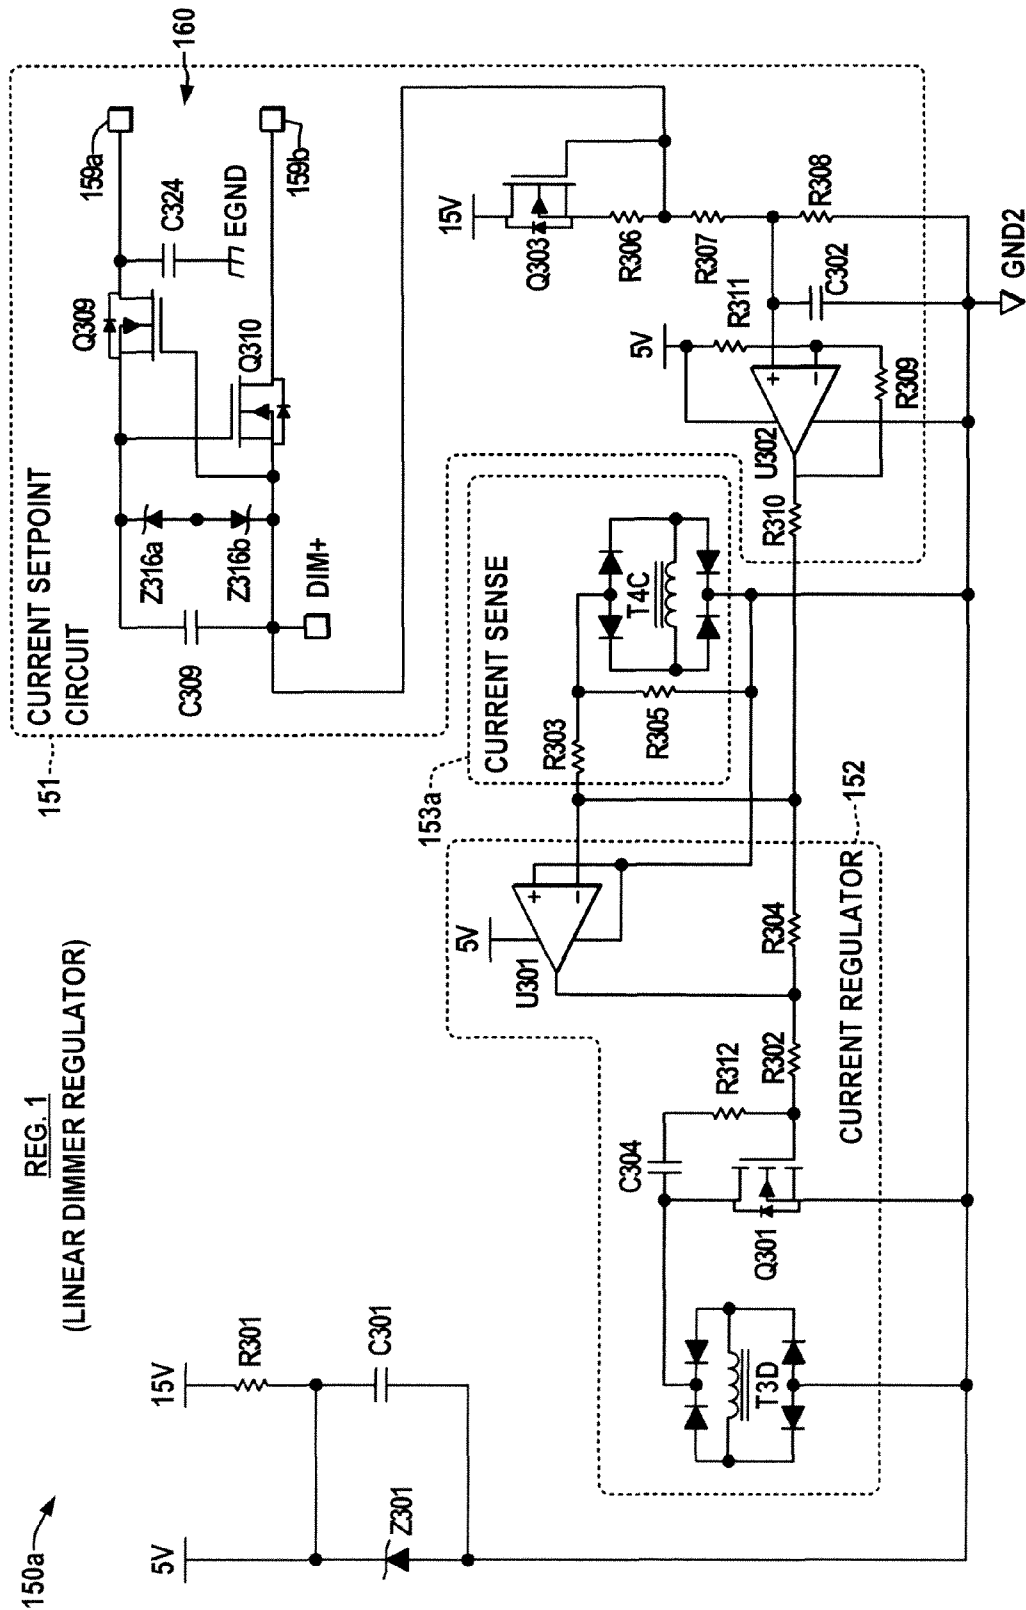 150a
REG. 1
(LINEAR DIMMER REGULATOR)
5V
15V
R301
C301
Z301
151
CURRENT SETPOINT
CIRCUIT
160
159a
159b
C324
EGND
Q309
Q310
Z316a
Z316b
C309
DIM+
15V
Q303
R306
R307
R308
C302
R311
5V
U302
R309
R310
GND2
153a
CURRENT SENSE
T4C
R305
R303
152
CURRENT REGULATOR
5V
U301
R304
R302
R312
C304
Q301
T3D